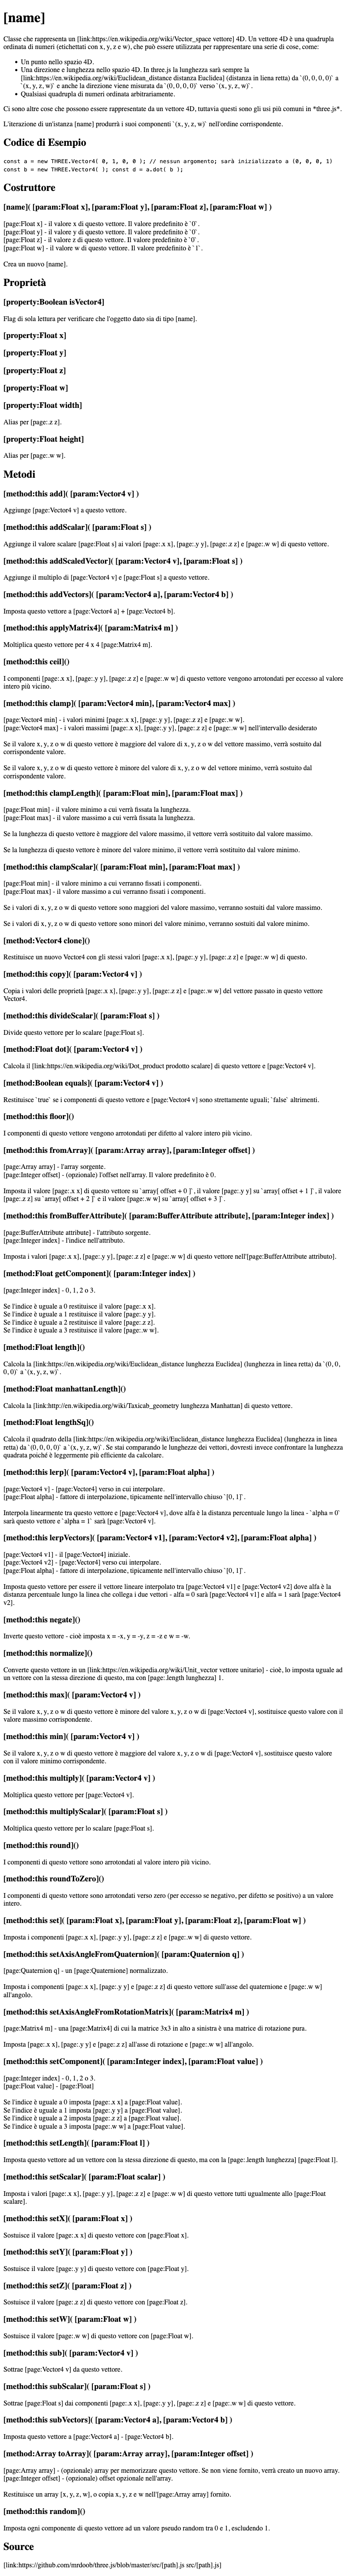 [name]
Classe che rappresenta un [link:https://en.wikipedia.org/wiki/Vector_space vettore] 4D. Un vettore 4D è una quadrupla
ordinata di numeri (etichettati con x, y, z e w), che può essere utilizzata per rappresentare una serie di cose, come:
Un punto nello spazio 4D.
Una direzione e lunghezza nello spazio 4D. In three.js la lunghezza sarà sempre la
[link:https://en.wikipedia.org/wiki/Euclidean_distance distanza Euclidea] (distanza in linea retta) da `(0, 0, 0, 0)` a
`(x, y, z, w)` e anche la direzione viene misurata da `(0, 0, 0, 0)` verso `(x, y, z, w)`.
Qualsiasi quadrupla di numeri ordinata arbitrariamente.
Ci sono altre cose che possono essere rappresentate da un vettore 4D, tuttavia questi sono gli usi più comuni in *three.js*.
L'iterazione di un'istanza [name] produrrà i suoi componenti `(x, y, z, w)` nell'ordine corrispondente.
Codice di Esempio
const a = new THREE.Vector4( 0, 1, 0, 0 ); // nessun argomento; sarà inizializzato a (0, 0, 0, 1)
const b = new THREE.Vector4( ); const d = a.dot( b );
Costruttore
[name]( [param:Float x], [param:Float y], [param:Float z], [param:Float w] )
[page:Float x] - il valore x di questo vettore. Il valore predefinito è `0`.
[page:Float y] - il valore y di questo vettore. Il valore predefinito è `0`.
[page:Float z] - il valore z di questo vettore. Il valore predefinito è `0`.
[page:Float w] - il valore w di questo vettore. Il valore predefinito è `1`.
Crea un nuovo [name].
Proprietà
[property:Boolean isVector4]
Flag di sola lettura per verificare che l'oggetto dato sia di tipo [name].
[property:Float x]
[property:Float y]
[property:Float z]
[property:Float w]
[property:Float width]
Alias per [page:.z z].
[property:Float height]
Alias per [page:.w w].
Metodi
[method:this add]( [param:Vector4 v] )
Aggiunge [page:Vector4 v] a questo vettore.
[method:this addScalar]( [param:Float s] )
Aggiunge il valore scalare [page:Float s] ai valori [page:.x x], [page:.y y], [page:.z z] e [page:.w w] di questo vettore.
[method:this addScaledVector]( [param:Vector4 v], [param:Float s] )
Aggiunge il multiplo di [page:Vector4 v] e [page:Float s] a questo vettore.
[method:this addVectors]( [param:Vector4 a], [param:Vector4 b] )
Imposta questo vettore a [page:Vector4 a] + [page:Vector4 b].
[method:this applyMatrix4]( [param:Matrix4 m] )
Moltiplica questo vettore per 4 x 4 [page:Matrix4 m].
[method:this ceil]()
I componenti [page:.x x], [page:.y y], [page:.z z] e [page:.w w] di questo vettore vengono arrotondati per eccesso al valore
intero più vicino.
[method:this clamp]( [param:Vector4 min], [param:Vector4 max] )
[page:Vector4 min] - i valori minimi [page:.x x], [page:.y y], [page:.z z] e [page:.w w].
[page:Vector4 max] - i valori massimi [page:.x x], [page:.y y], [page:.z z] e [page:.w w] nell'intervallo desiderato
Se il valore x, y, z o w di questo vettore è maggiore del valore di x, y, z o w del vettore massimo, verrà sostuito dal
corrispondente valore.
Se il valore x, y, z o w di questo vettore è minore del valore di x, y, z o w del vettore minimo, verrà sostuito dal
corrispondente valore.
[method:this clampLength]( [param:Float min], [param:Float max] )
[page:Float min] - il valore minimo a cui verrà fissata la lunghezza.
[page:Float max] - il valore massimo a cui verrà fissata la lunghezza.
Se la lunghezza di questo vettore è maggiore del valore massimo, il vettore verrà sostituito dal valore massimo.
Se la lunghezza di questo vettore è minore del valore minimo, il vettore verrà sostituito dal valore minimo.
[method:this clampScalar]( [param:Float min], [param:Float max] )
[page:Float min] - il valore minimo a cui verranno fissati i componenti.
[page:Float max] - il valore massimo a cui verranno fissati i componenti.
Se i valori di x, y, z o w di questo vettore sono maggiori del valore massimo, verranno sostuiti dal valore massimo.
Se i valori di x, y, z o w di questo vettore sono minori del valore minimo, verranno sostuiti dal valore minimo.
[method:Vector4 clone]()
Restituisce un nuovo Vector4 con gli stessi valori [page:.x x], [page:.y y], [page:.z z] e [page:.w w] di questo.
[method:this copy]( [param:Vector4 v] )
Copia i valori delle proprietà [page:.x x], [page:.y y], [page:.z z] e [page:.w w] del vettore passato in questo vettore
Vector4.
[method:this divideScalar]( [param:Float s] )
Divide questo vettore per lo scalare [page:Float s].
[method:Float dot]( [param:Vector4 v] )
Calcola il [link:https://en.wikipedia.org/wiki/Dot_product prodotto scalare] di questo vettore e [page:Vector4 v].
[method:Boolean equals]( [param:Vector4 v] )
Restituisce `true` se i componenti di questo vettore e [page:Vector4 v] sono strettamente uguali; `false` altrimenti.
[method:this floor]()
I componenti di questo vettore vengono arrotondati per difetto al valore intero più vicino.
[method:this fromArray]( [param:Array array], [param:Integer offset] )
[page:Array array] - l'array sorgente.
[page:Integer offset] - (opzionale) l'offset nell'array. Il valore predefinito è 0.
Imposta il valore [page:.x x] di questo vettore su `array[ offset + 0 ]`, il valore [page:.y y] su `array[ offset + 1 ]`, il valore
[page:.z z] su `array[ offset + 2 ]` e il valore [page:.w w] su `array[ offset + 3 ]`.
[method:this fromBufferAttribute]( [param:BufferAttribute attribute], [param:Integer index] )
[page:BufferAttribute attribute] - l'attributo sorgente.
[page:Integer index] - l'indice nell'attributo.
Imposta i valori [page:.x x], [page:.y y], [page:.z z] e [page:.w w] di questo vettore nell'[page:BufferAttribute attributo].
[method:Float getComponent]( [param:Integer index] )
[page:Integer index] - 0, 1, 2 o 3.
Se l'indice è uguale a 0 restituisce il valore [page:.x x].
Se l'indice è uguale a 1 restituisce il valore [page:.y y].
Se l'indice è uguale a 2 restituisce il valore [page:.z z].
Se l'indice è uguale a 3 restituisce il valore [page:.w w].
[method:Float length]()
Calcola la [link:https://en.wikipedia.org/wiki/Euclidean_distance lunghezza Euclidea] (lunghezza in linea retta) da `(0, 0,
0, 0)` a `(x, y, z, w)`.
[method:Float manhattanLength]()
Calcola la [link:http://en.wikipedia.org/wiki/Taxicab_geometry lunghezza Manhattan] di questo vettore.
[method:Float lengthSq]()
Calcola il quadrato della [link:https://en.wikipedia.org/wiki/Euclidean_distance lunghezza Euclidea] (lunghezza in linea
retta) da `(0, 0, 0, 0)` a `(x, y, z, w)`. Se stai comparando le lunghezze dei vettori, dovresti invece confrontare la lunghezza
quadrata poiché è leggermente più efficiente da calcolare.
[method:this lerp]( [param:Vector4 v], [param:Float alpha] )
[page:Vector4 v] - [page:Vector4] verso in cui interpolare.
[page:Float alpha] - fattore di interpolazione, tipicamente nell'intervallo chiuso `[0, 1]`.
Interpola linearmente tra questo vettore e [page:Vector4 v], dove alfa è la distanza percentuale lungo la linea - `alpha = 0`
sarà questo vettore e `alpha = 1` sarà [page:Vector4 v].
[method:this lerpVectors]( [param:Vector4 v1], [param:Vector4 v2], [param:Float alpha] )
[page:Vector4 v1] - il [page:Vector4] iniziale.
[page:Vector4 v2] - [page:Vector4] verso cui interpolare.
[page:Float alpha] - fattore di interpolazione, tipicamente nell'intervallo chiuso `[0, 1]`.
Imposta questo vettore per essere il vettore lineare interpolato tra [page:Vector4 v1] e [page:Vector4 v2] dove alfa è la
distanza percentuale lungo la linea che collega i due vettori - alfa = 0 sarà [page:Vector4 v1] e alfa = 1 sarà [page:Vector4
v2].
[method:this negate]()
Inverte questo vettore - cioè imposta x = -x, y = -y, z = -z e w = -w.
[method:this normalize]()
Converte questo vettore in un [link:https://en.wikipedia.org/wiki/Unit_vector vettore unitario] - cioè, lo imposta uguale ad
un vettore con la stessa direzione di questo, ma con [page:.length lunghezza] 1.
[method:this max]( [param:Vector4 v] )
Se il valore x, y, z o w di questo vettore è minore del valore x, y, z o w di [page:Vector4 v], sostituisce questo valore con il
valore massimo corrispondente.
[method:this min]( [param:Vector4 v] )
Se il valore x, y, z o w di questo vettore è maggiore del valore x, y, z o w di [page:Vector4 v], sostituisce questo valore
con il valore minimo corrispondente.
[method:this multiply]( [param:Vector4 v] )
Moltiplica questo vettore per [page:Vector4 v].
[method:this multiplyScalar]( [param:Float s] )
Moltiplica questo vettore per lo scalare [page:Float s].
[method:this round]()
I componenti di questo vettore sono arrotondati al valore intero più vicino.
[method:this roundToZero]()
I componenti di questo vettore sono arrotondati verso zero (per eccesso se negativo, per difetto se positivo) a un valore
intero.
[method:this set]( [param:Float x], [param:Float y], [param:Float z], [param:Float w] )
Imposta i componenti [page:.x x], [page:.y y], [page:.z z] e [page:.w w] di questo vettore.
[method:this setAxisAngleFromQuaternion]( [param:Quaternion q] )
[page:Quaternion q] - un [page:Quaternione] normalizzato.
Imposta i componenti [page:.x x], [page:.y y] e [page:.z z] di questo vettore sull'asse del quaternione e [page:.w w]
all'angolo.
[method:this setAxisAngleFromRotationMatrix]( [param:Matrix4 m] )
[page:Matrix4 m] - una [page:Matrix4] di cui la matrice 3x3 in alto a sinistra è una matrice di rotazione pura.
Imposta [page:.x x], [page:.y y] e [page:.z z] all'asse di rotazione e [page:.w w] all'angolo.
[method:this setComponent]( [param:Integer index], [param:Float value] )
[page:Integer index] - 0, 1, 2 o 3.
[page:Float value] - [page:Float]
Se l'indice è uguale a 0 imposta [page:.x x] a [page:Float value].
Se l'indice è uguale a 1 imposta [page:.y y] a [page:Float value].
Se l'indice è uguale a 2 imposta [page:.z z] a [page:Float value].
Se l'indice è uguale a 3 imposta [page:.w w] a [page:Float value].
[method:this setLength]( [param:Float l] )
Imposta questo vettore ad un vettore con la stessa direzione di questo, ma con la [page:.length lunghezza] [page:Float l].
[method:this setScalar]( [param:Float scalar] )
Imposta i valori [page:.x x], [page:.y y], [page:.z z] e [page:.w w] di questo vettore tutti ugualmente allo [page:Float
scalare].
[method:this setX]( [param:Float x] )
Sostuisce il valore [page:.x x] di questo vettore con [page:Float x].
[method:this setY]( [param:Float y] )
Sostuisce il valore [page:.y y] di questo vettore con [page:Float y].
[method:this setZ]( [param:Float z] )
Sostuisce il valore [page:.z z] di questo vettore con [page:Float z].
[method:this setW]( [param:Float w] )
Sostuisce il valore [page:.w w] di questo vettore con [page:Float w].
[method:this sub]( [param:Vector4 v] )
Sottrae [page:Vector4 v] da questo vettore.
[method:this subScalar]( [param:Float s] )
Sottrae [page:Float s] dai componenti [page:.x x], [page:.y y], [page:.z z] e [page:.w w] di questo vettore.
[method:this subVectors]( [param:Vector4 a], [param:Vector4 b] )
Imposta questo vettore a [page:Vector4 a] - [page:Vector4 b].
[method:Array toArray]( [param:Array array], [param:Integer offset] )
[page:Array array] - (opzionale) array per memorizzare questo vettore. Se non viene fornito, verrà creato un nuovo array.
[page:Integer offset] - (opzionale) offset opzionale nell'array.
Restituisce un array [x, y, z, w], o copia x, y, z e w nell'[page:Array array] fornito.
[method:this random]()
Imposta ogni componente di questo vettore ad un valore pseudo random tra 0 e 1, escludendo 1.
Source
[link:https://github.com/mrdoob/three.js/blob/master/src/[path].js src/[path].js]